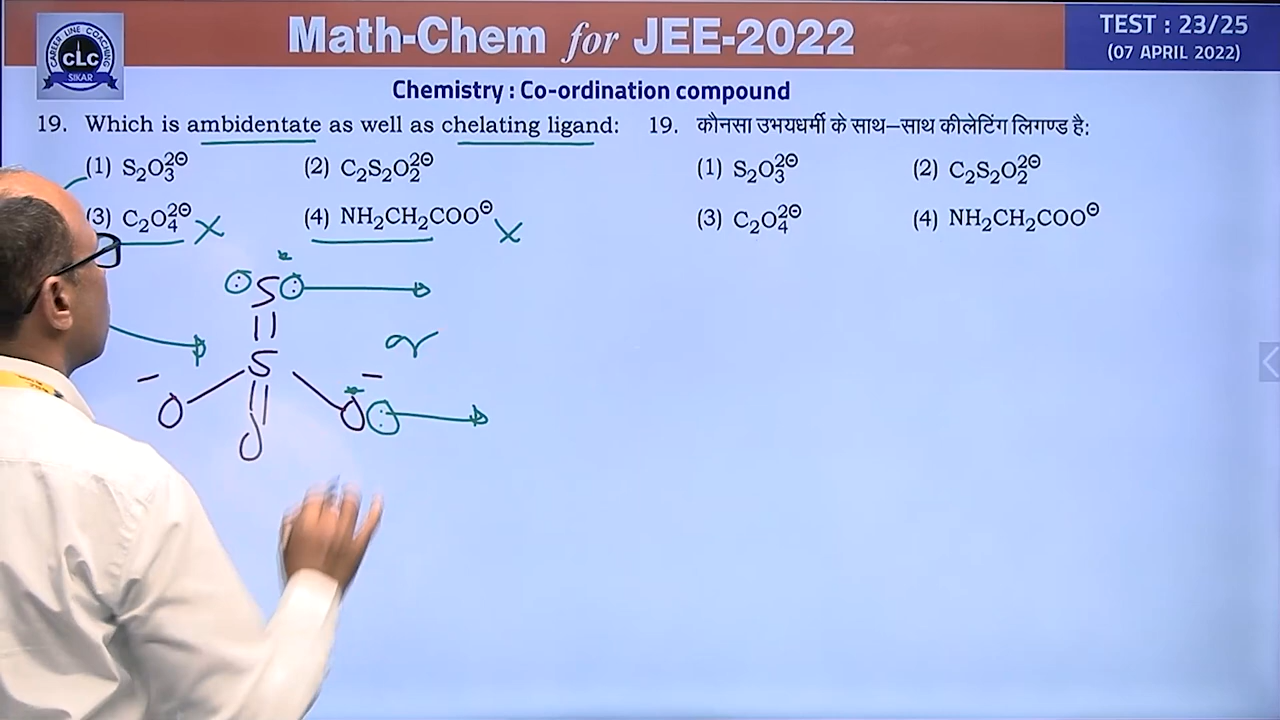 Math-Chem for JEE-2022
TEST : 23/25
(07 APRIL 2022)
CAREER LINE COACHING
CLC
SIKAR
Chemistry : Co-ordination compound
19. Which is ambidentate as well as chelating ligand:
(1) S₂O₃²⊖ (2) C₂S₂O₂²⊖
(3) C₂O₄²⊖ X (4) NH₂CH₂COO⊖ X
19. कौनसा उभयधर्मी के साथ–साथ कीलेटिंग लिगण्ड है:
(1) S₂O₃²⊖ (2) C₂S₂O₂²⊖
(3) C₂O₄²⊖ (4) NH₂CH₂COO⊖
S
or
S
O O
O